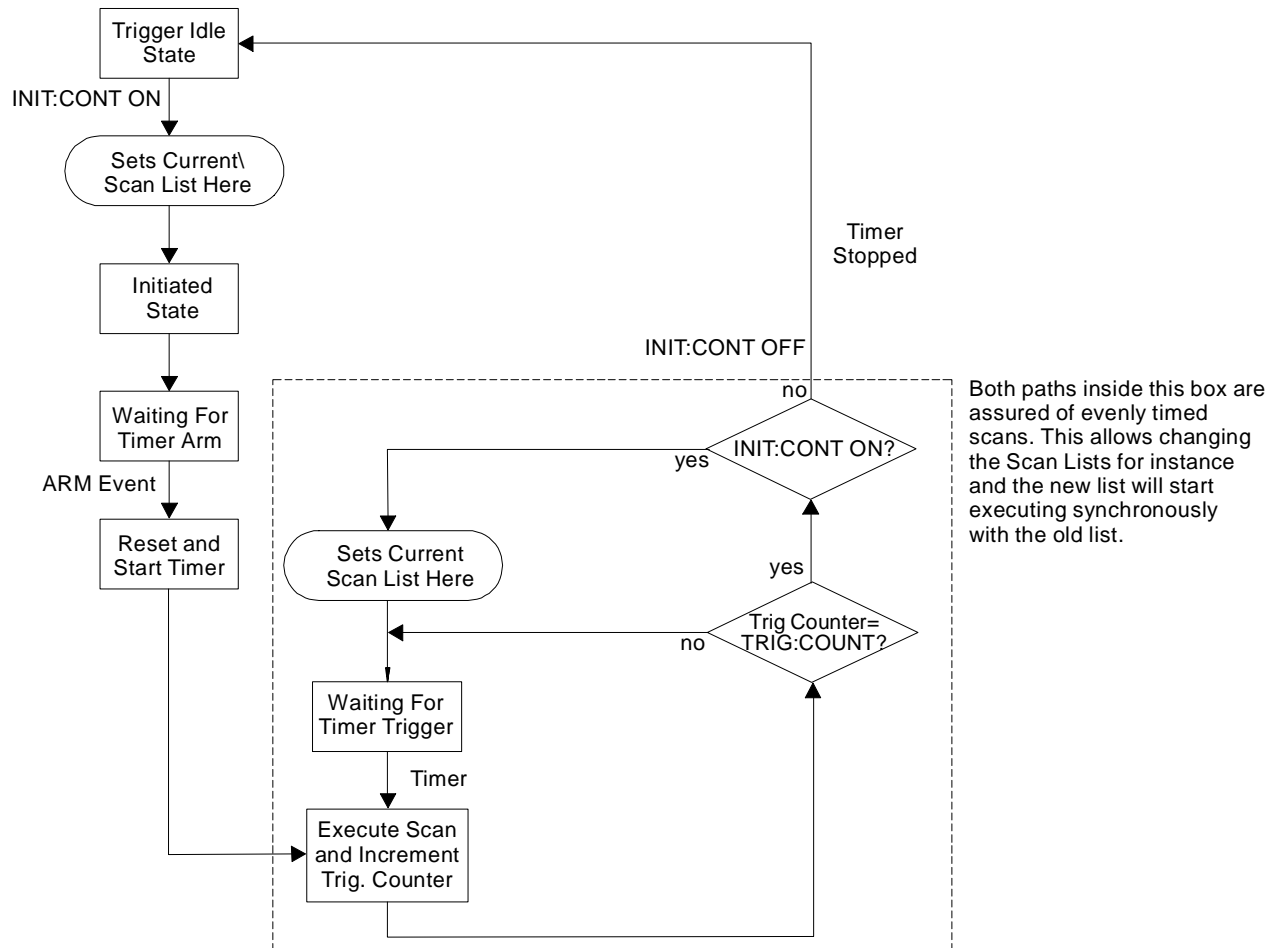 Trigger Idle
State
INIT:CONT ON
Sets Current\
Scan List Here
Initiated
State
Waiting For
Timer Arm
ARM Event
Reset and
Start Timer
Timer
Stopped
INIT:CONT OFF
no
INIT:CONT ON?
yes
Sets Current
Scan List Here
yes
Trig Counter=
TRIG:COUNT?
no
Waiting For
Timer Trigger
Timer
Execute Scan
and Increment
Trig. Counter
Both paths inside this box are
assured of evenly timed
scans. This allows changing
the Scan Lists for instance
and the new list will start
executing synchronously
with the old list.